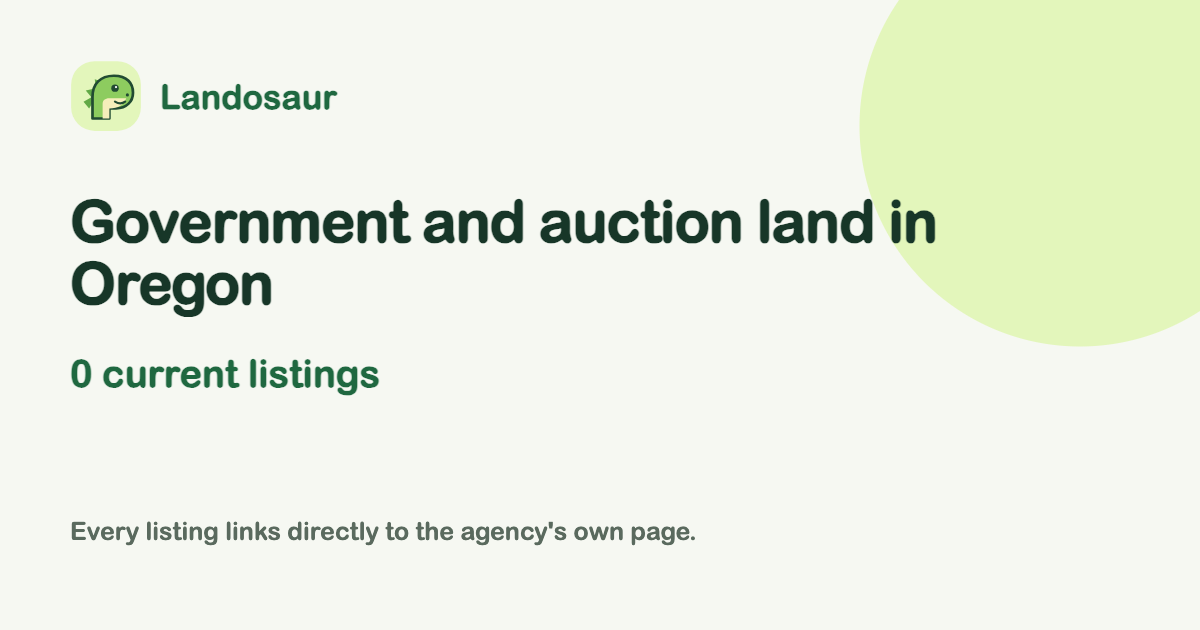 Landosaur
Government and auction land in
Oregon
0 current listings
Every listing links directly to the agency's own page.